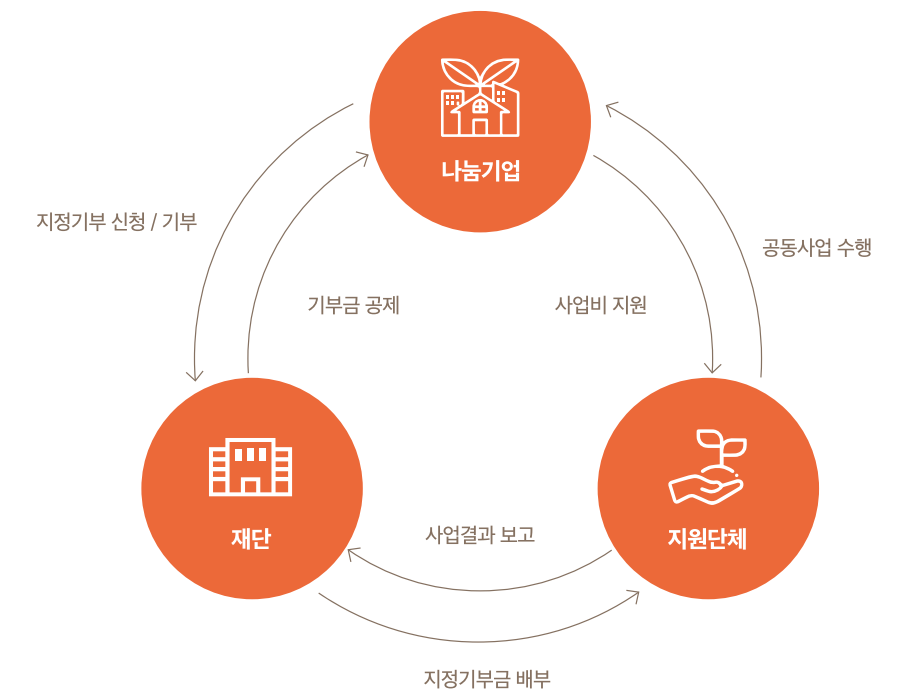 나눔기업
지정기부 신청 / 기부
공동사업 수행
기부금 공제
사업비 지원
재단
지원단체
사업결과 보고
지정기부금 배부